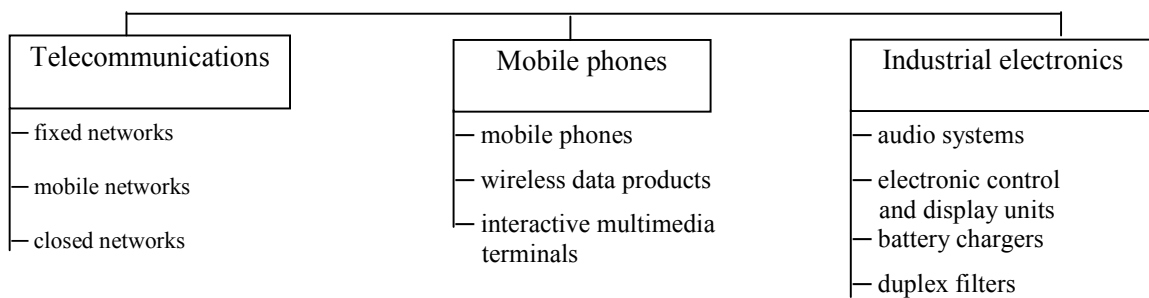 Telecommunications
fixed networks
mobile networks
closed networks
Mobile phones
mobile phones
wireless data products
interactive multimedia
terminals
Industrial electronics
audio systems
electronic control
and display units
battery chargers
duplex filters